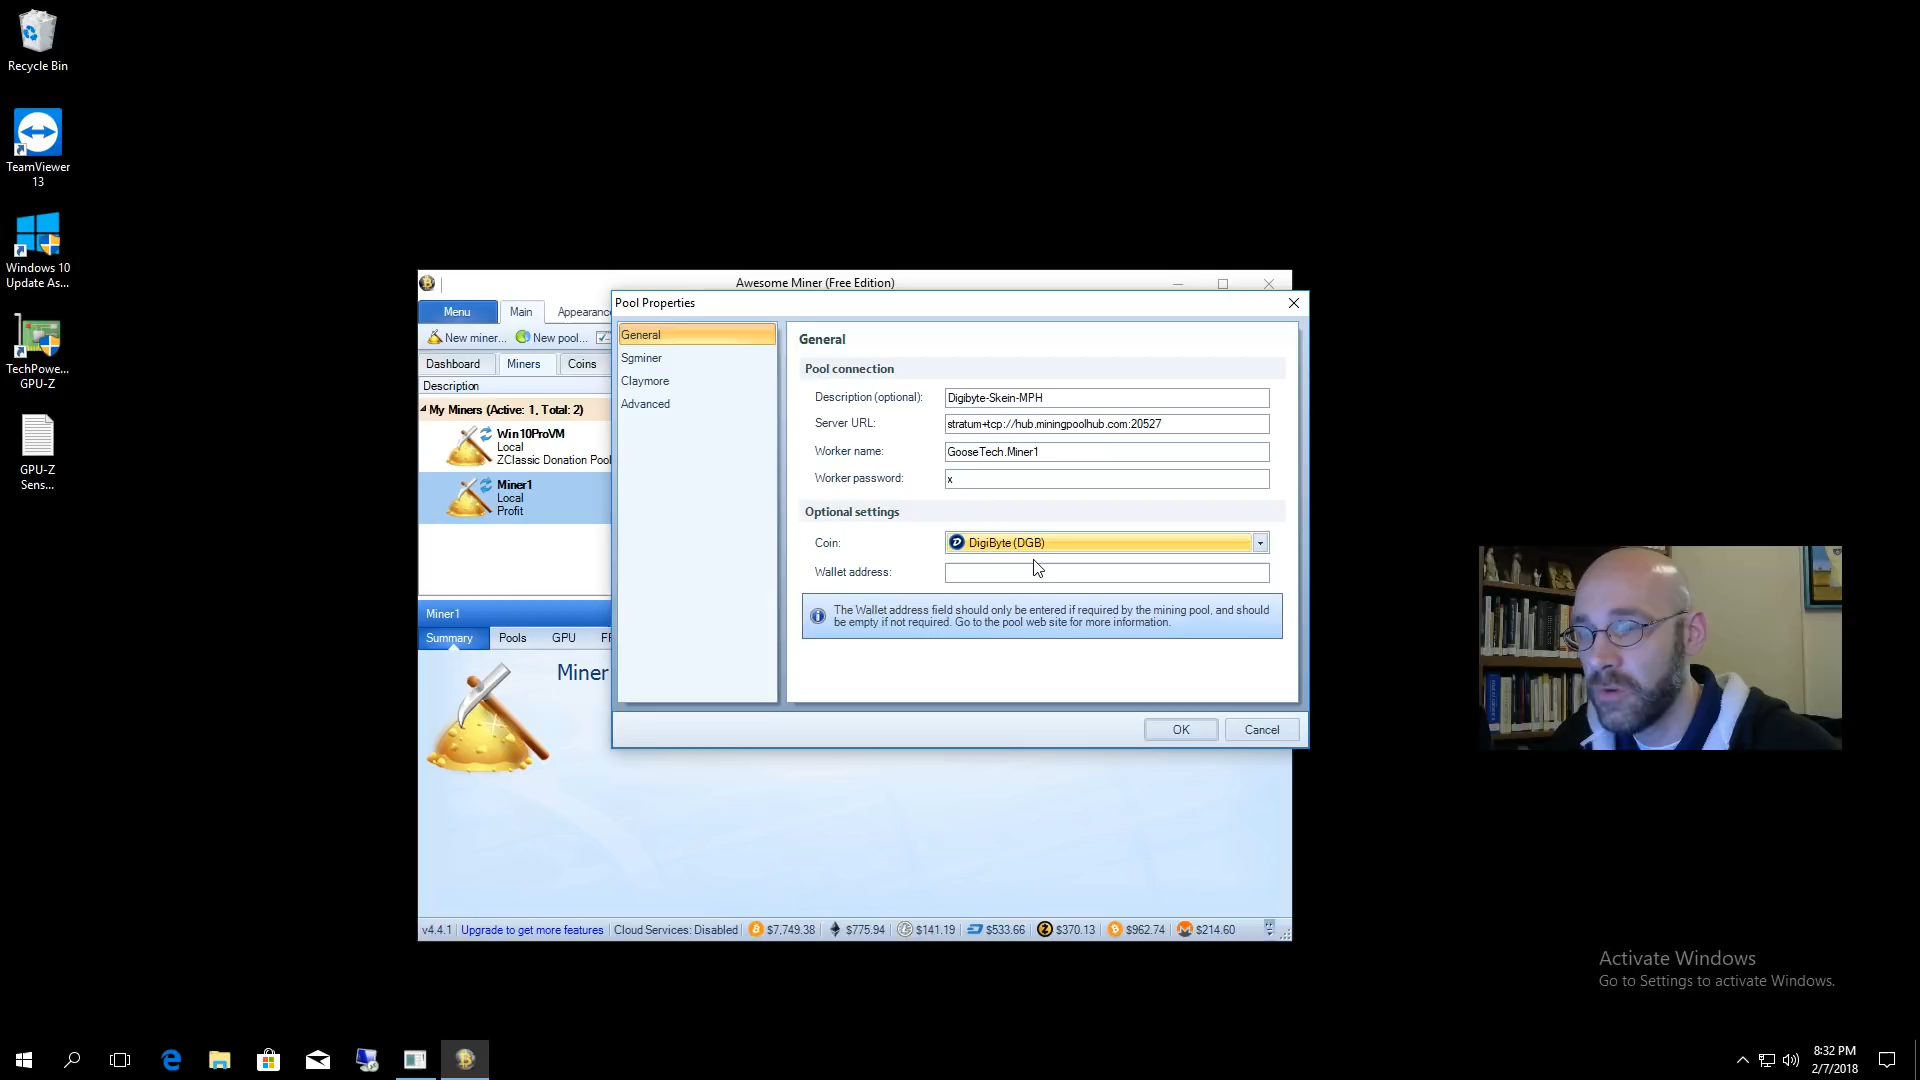 Recycle Bin
TeamViewer
13
Windows 10
Update As...
TechPowe...
GPU-Z
GPU-Z
Sens...
Awesome Miner (Free Edition)
Menu
Main
Appearanc
New miner...
New pool...
Dashboard
Miners
Coins
Description
My Miners (Active: 1, Total: 2)
Win10ProVM
Local
ZClassic Donation Pool
Miner1
Local
Profit
Miner1
Summary
Pools
GPU
Miner
Pool Properties
General
Sgminer
Claymore
Advanced
General
Pool connection
Description (optional): Digibyte-Skein-MPH
Server URL: stratum+tcp://hub.miningpoolhub.com:20527
Worker name: GooseTech.Miner1
Worker password: x
Optional settings
Coin: DigiByte (DGB)
Wallet address:
The Wallet address field should only be entered if required by the mining pool, and should
be empty if not required. Go to the pool web site for more information.
OK
Cancel
v4.4.1 Upgrade to get more features Cloud Services: Disabled $7,749.38 $775.94 $141.19 $533.66 $370.13 $962.74 $214.60
Activate Windows
Go to Settings to activate Windows.
8:32 PM
2/7/2018